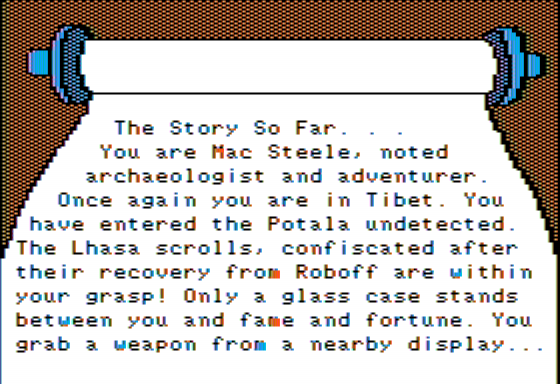 The Story So Far. . .
You are Mac Steele, noted
archaeologist and adventurer.
Once again you are in Tibet. You
have entered the Potala undetected.
The Lhasa scrolls, confiscated after
their recovery from Roboff are within
your grasp! Only a glass case stands
between you and fame and fortune. You
grab a weapon from a nearby display...